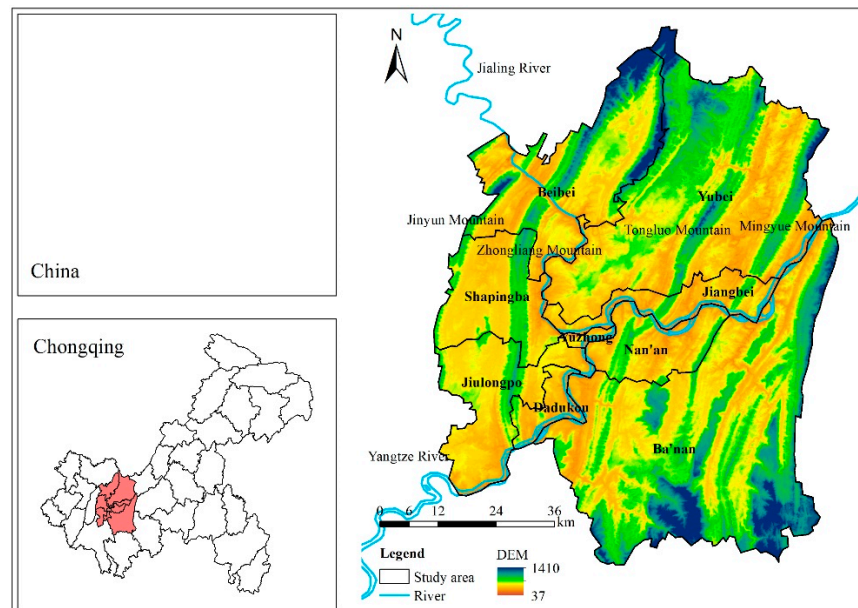 China
Chongqing
N
Jialing River
Beibei
Yubei
Jinyun Mountain
Tongluo Mountain
Mingyue Mountain
Zhongliang Mountain
Shapingba
Jiangbei
Yuzhong
Nan'an
Jiulongpo
Dadukou
Ba'nan
Yangtze River
0 6 12 24 36
km
Legend
Study area
River
DEM
1410
37